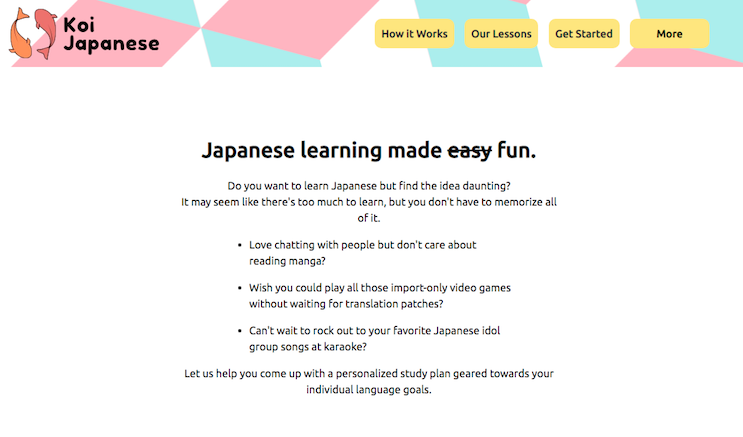 Koi
Japanese
How it Works
Our Lessons
Get Started
More
Japanese learning made easy fun.
Do you want to learn Japanese but find the idea daunting?
It may seem like there's too much to learn, but you don't have to memorize all
of it.
• Love chatting with people but don't care about
reading manga?
• Wish you could play all those import-only video games
without waiting for translation patches?
• Can't wait to rock out to your favorite Japanese idol
group songs at karaoke?
Let us help you come up with a personalized study plan geared towards your
individual language goals.